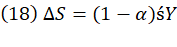 (18) ΔS = (1 − α)śY